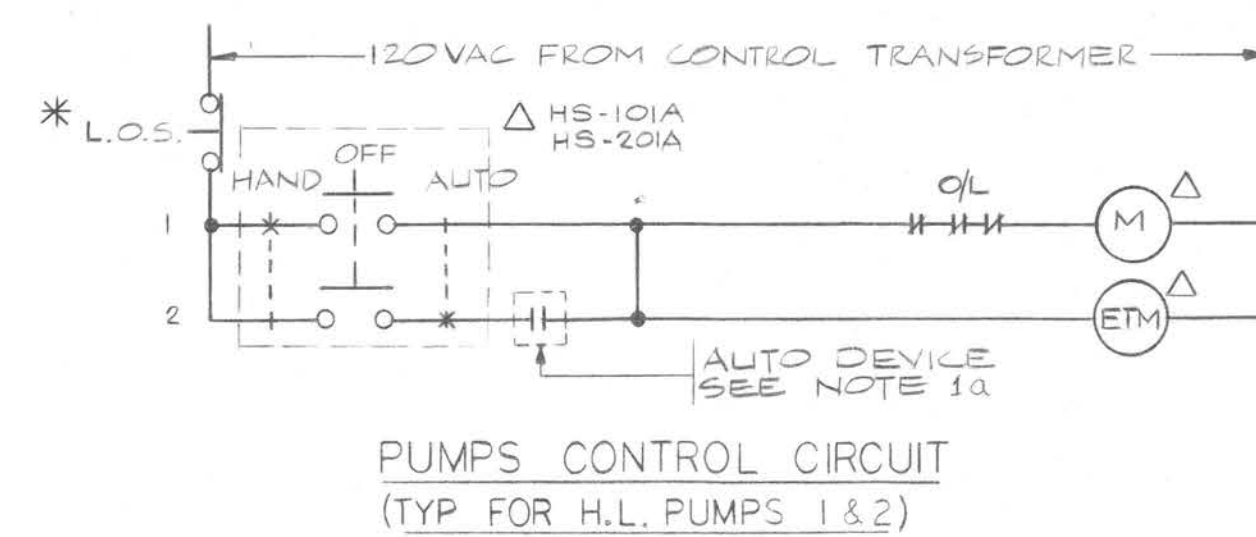 120VAC FROM CONTROL TRANSFORMER
* L.O.S.
△ HS-101A
HS-201A
OFF
HAND AUTO
O/L
1
M △
2
ETM △
AUTO DEVICE
SEE NOTE 1a
PUMPS CONTROL CIRCUIT
(TYP FOR H.L. PUMPS 1 & 2)